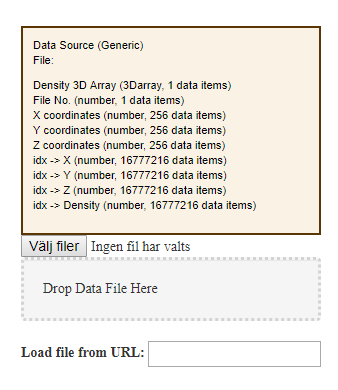 Data Source (Generic)
File:
Density 3D Array (3Darray, 1 data items)
File No. (number, 1 data items)
X coordinates (number, 256 data items)
Y coordinates (number, 256 data items)
Z coordinates (number, 256 data items)
idx -> X (number, 16777216 data items)
idx -> Y (number, 16777216 data items)
idx -> Z (number, 16777216 data items)
idx -> Density (number, 16777216 data items)
Välj filer Ingen fil har valts
Drop Data File Here
Load file from URL: